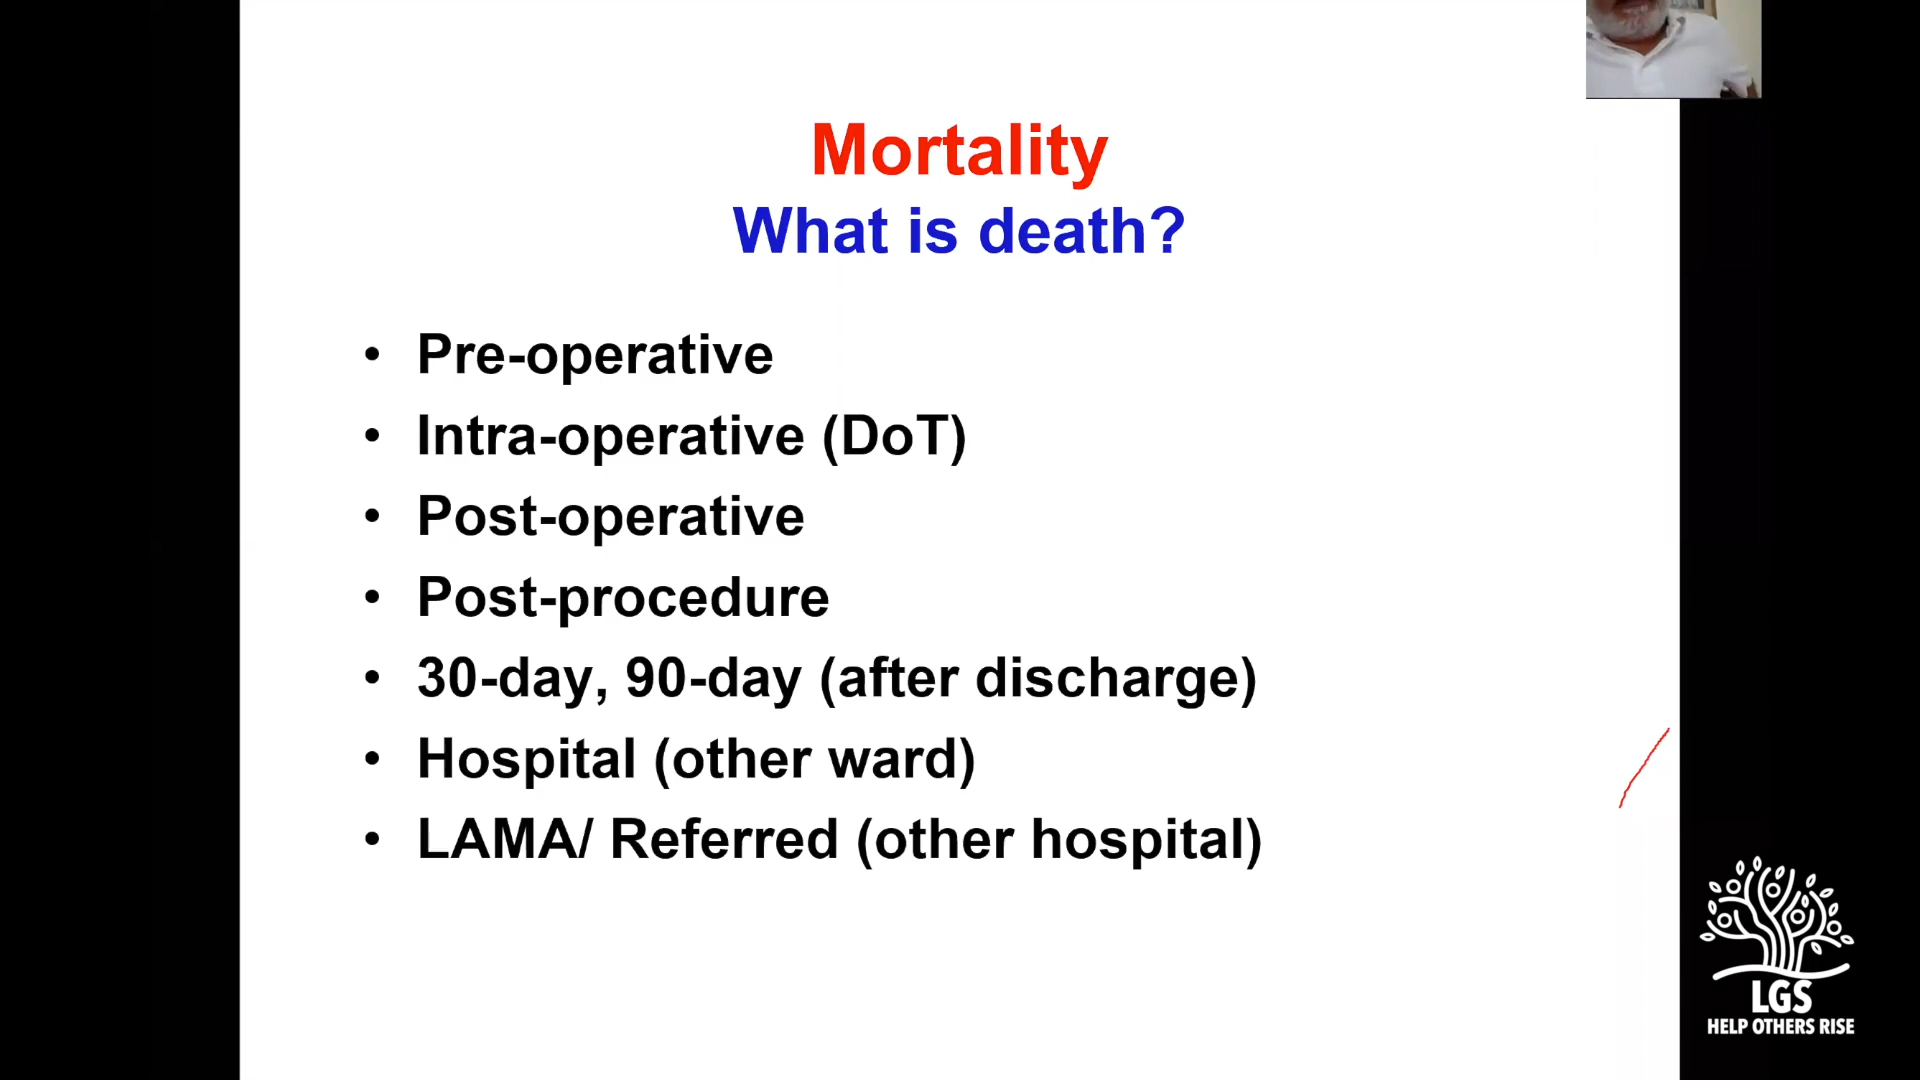 Mortality
What is death?
• Pre-operative
• Intra-operative (DoT)
• Post-operative
• Post-procedure
• 30-day, 90-day (after discharge)
• Hospital (other ward)
• LAMA/ Referred (other hospital)
LGS
HELP OTHERS RISE